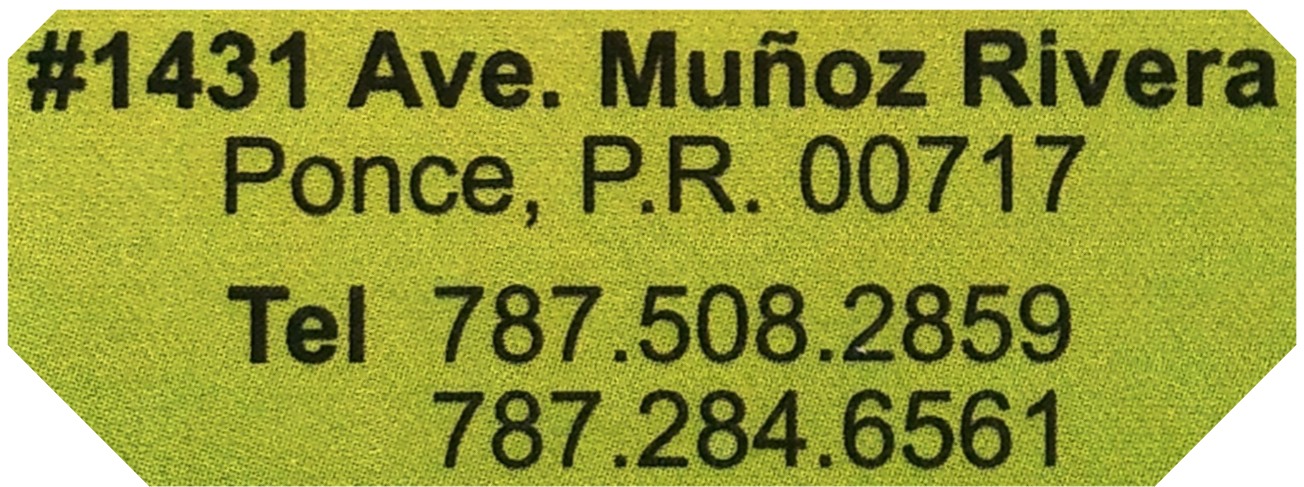 #1431 Ave. Muñoz Rivera
Ponce, P.R. 00717
Tel 787.508.2859
787.284.6561